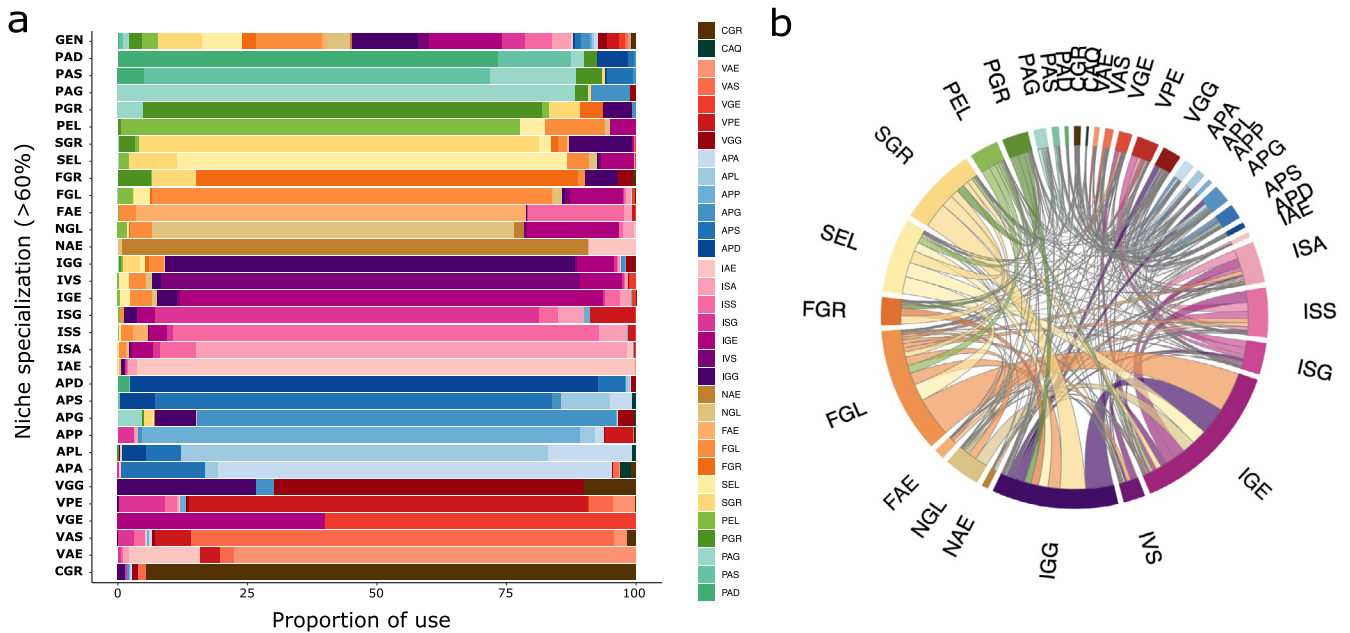 a
Niche specialization (>60%)
GEN
PAD
PAS
PAG
PGR
PEL
SGR
SEL
FGR
FGL
FAE
NGL
NAE
IGG
IVS
IGE
ISG
ISS
ISA
IAE
APD
APS
APG
APP
APL
APA
VGG
VPE
VGE
VAS
VAE
CGR
0 25 50 75 100
Proportion of use
CGR
CAQ
VAE
VAS
VGE
VPE
VGG
APA
APL
APP
APG
APS
APD
IAE
ISA
ISS
ISG
IGE
IVS
IGG
NAE
NGL
FAE
FGL
FGR
SEL
SGR
PEL
PGR
PAG
PAS
PAD
b
CGR
CAQ
VAE
VAS
VGE
VPE
VGG
APA
APL
APP
APG
APS
APD
IAE
ISA
ISS
ISG
IGE
IVS
IGG
NAE
NGL
FAE
FGL
FGR
SEL
SGR
PEL
PGR
PAG
PAS
PAD